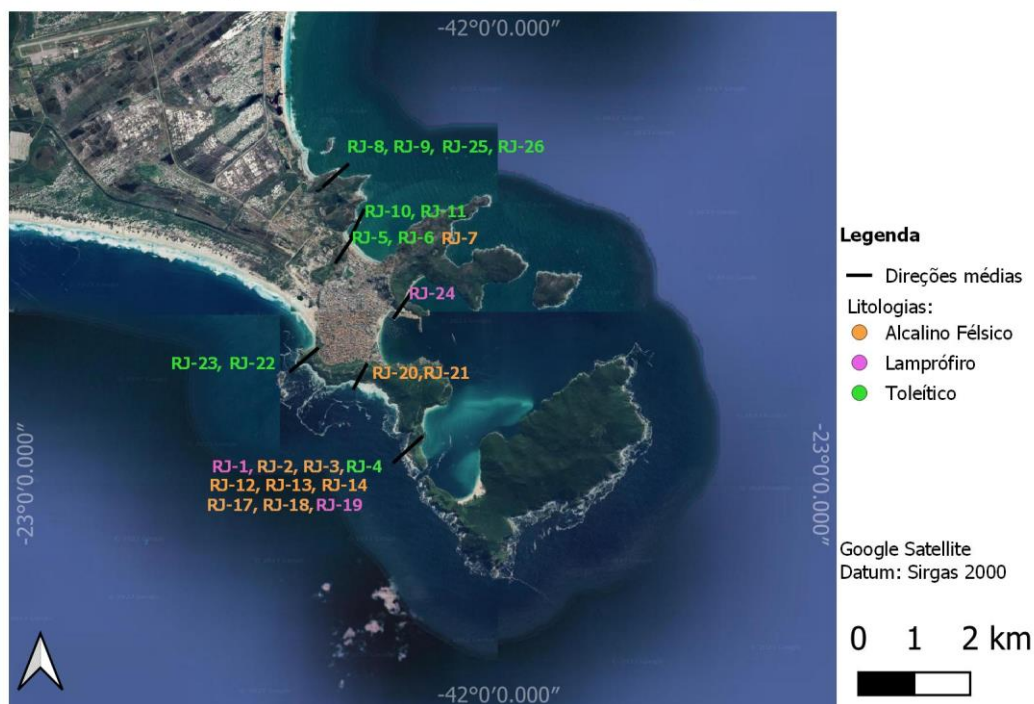 -42°0′0.000″
RJ-8, RJ-9, RJ-25, RJ-26
RJ-10, RJ-11
RJ-5, RJ-6 RJ-7
RJ-24
RJ-23, RJ-22
RJ-20,RJ-21
RJ-1, RJ-2, RJ-3,RJ-4
RJ-12, RJ-13, RJ-14
RJ-17, RJ-18,RJ-19
-23°0′0.000″
-23°0′0.000″
-42°0′0.000″
Legenda
Direções médias
Litologias:
Alcalino Félsico
Lamprófiro
Toleítico
Google Satellite
Datum: Sirgas 2000
0 1 2 km